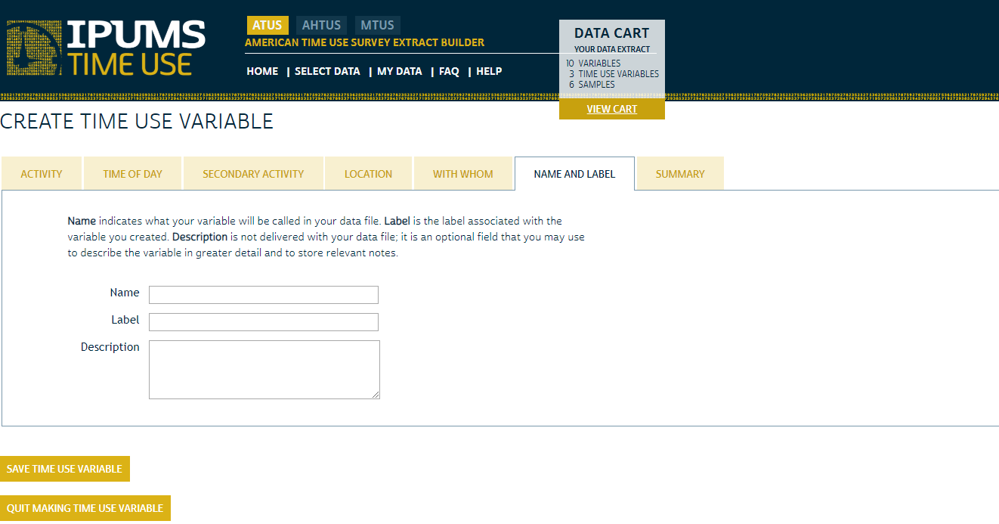 IPUMS
TIME USE
ATUS AHTUS MTUS
AMERICAN TIME USE SURVEY EXTRACT BUILDER
HOME | SELECT DATA | MY DATA | FAQ | HELP
DATA CART
YOUR DATA EXTRACT
10 VARIABLES
3 TIME USE VARIABLES
6 SAMPLES
VIEW CART
CREATE TIME USE VARIABLE
ACTIVITY TIME OF DAY SECONDARY ACTIVITY LOCATION WITH WHOM NAME AND LABEL SUMMARY
Name indicates what your variable will be called in your data file. Label is the label associated with the
variable you created. Description is not delivered with your data file; it is an optional field that you may use
to describe the variable in greater detail and to store relevant notes.
Name
Label
Description
SAVE TIME USE VARIABLE
QUIT MAKING TIME USE VARIABLE